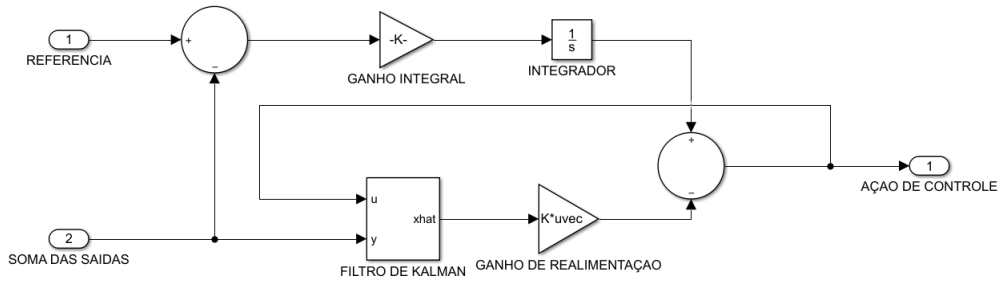 1
REFERENCIA
+
−
-K-
GANHO INTEGRAL
1
s
INTEGRADOR
+
−
1
AÇAO DE CONTROLE
2
SOMA DAS SAIDAS
u
y
xhat
FILTRO DE KALMAN
K*uvec
GANHO DE REALIMENTAÇAO